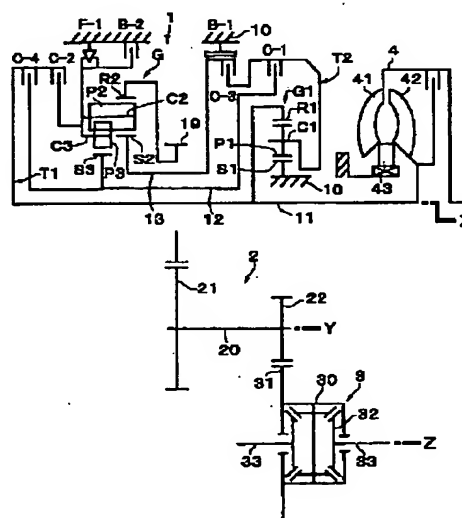 F-1 B-2 1 B-1 10
C-4 C-2 R2 G C-1 T2 4
P2 C2 19 C-3 G1 41 42
R1
C1
C3 S2 P1
S3 P3 S1 43
T1 10
13 12 11 X
2
21 22
20 Y
31 30 3
32
33 33 Z